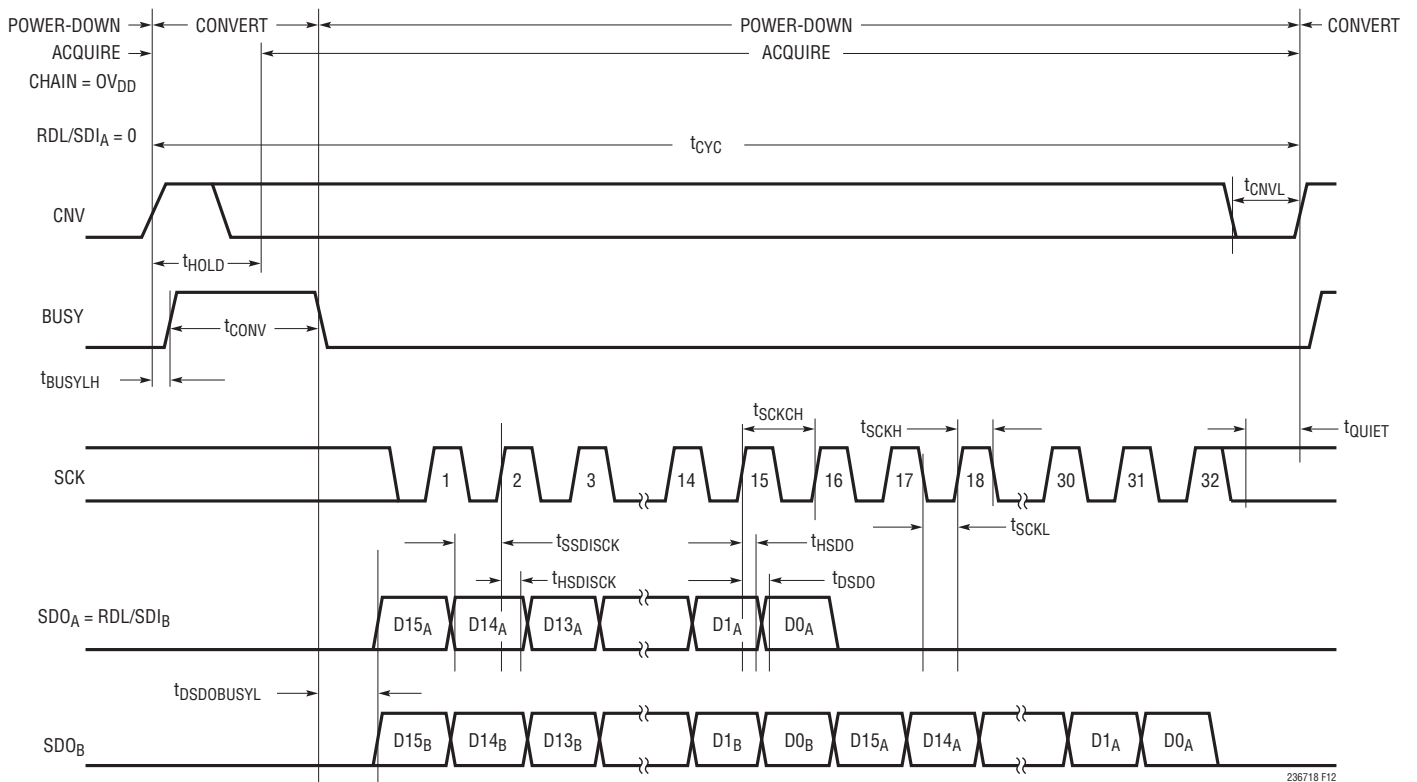 POWER-DOWN CONVERT POWER-DOWN CONVERT
ACQUIRE ACQUIRE
CHAIN = OVDD
RDL/SDIA = 0
tCYC
CNV
tCNVL
tHOLD
BUSY
tCONV
tBUSYLH
tSCKCH tSCKH tQUIET
SCK
1 2 3 14 15 16 17 18 30 31 32
tSSDISCK tHSDO tSCKL
tHSDISCK tDSDO
SDOA = RDL/SDIB
D15A D14A D13A D1A D0A
tDSDOBUSYL
SDOB
D15B D14B D13B D1B D0B D15A D14A D1A D0A
236718 F12